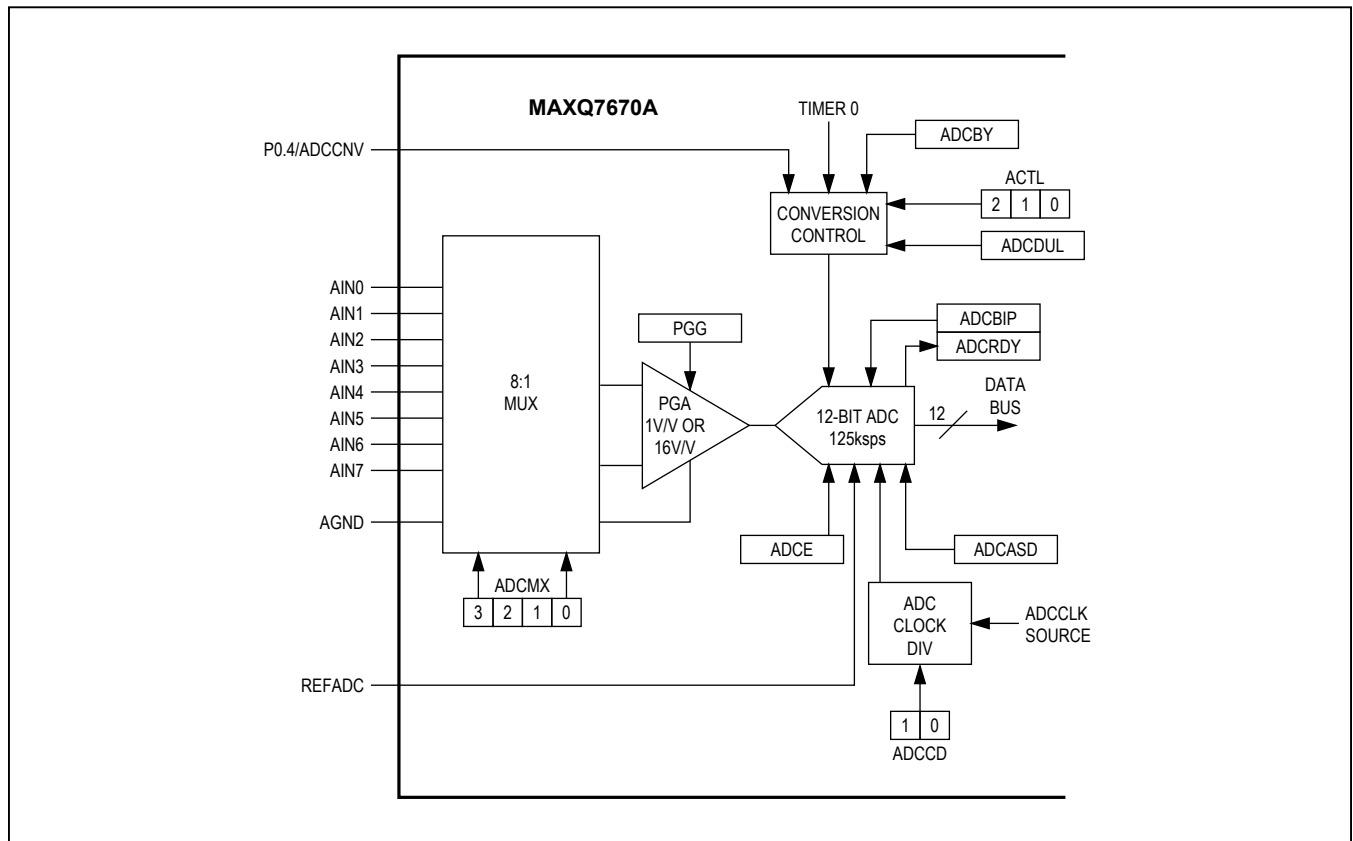 MAXQ7670A
TIMER 0
ADCBY
P0.4/ADCCNV
ACTL
2 1 0
CONVERSION
CONTROL
ADCDUL
AIN0
AIN1
AIN2
AIN3
AIN4
AIN5
AIN6
AIN7
AGND
8:1
MUX
PGG
PGA
1V/V OR
16V/V
ADCBIP
ADCRDY
12-BIT ADC
125ksps
12
DATA
BUS
ADCE
ADCASD
ADCMX
3 2 1 0
ADC
CLOCK
DIV
ADCCLK
SOURCE
REFADC
1 0
ADCCD